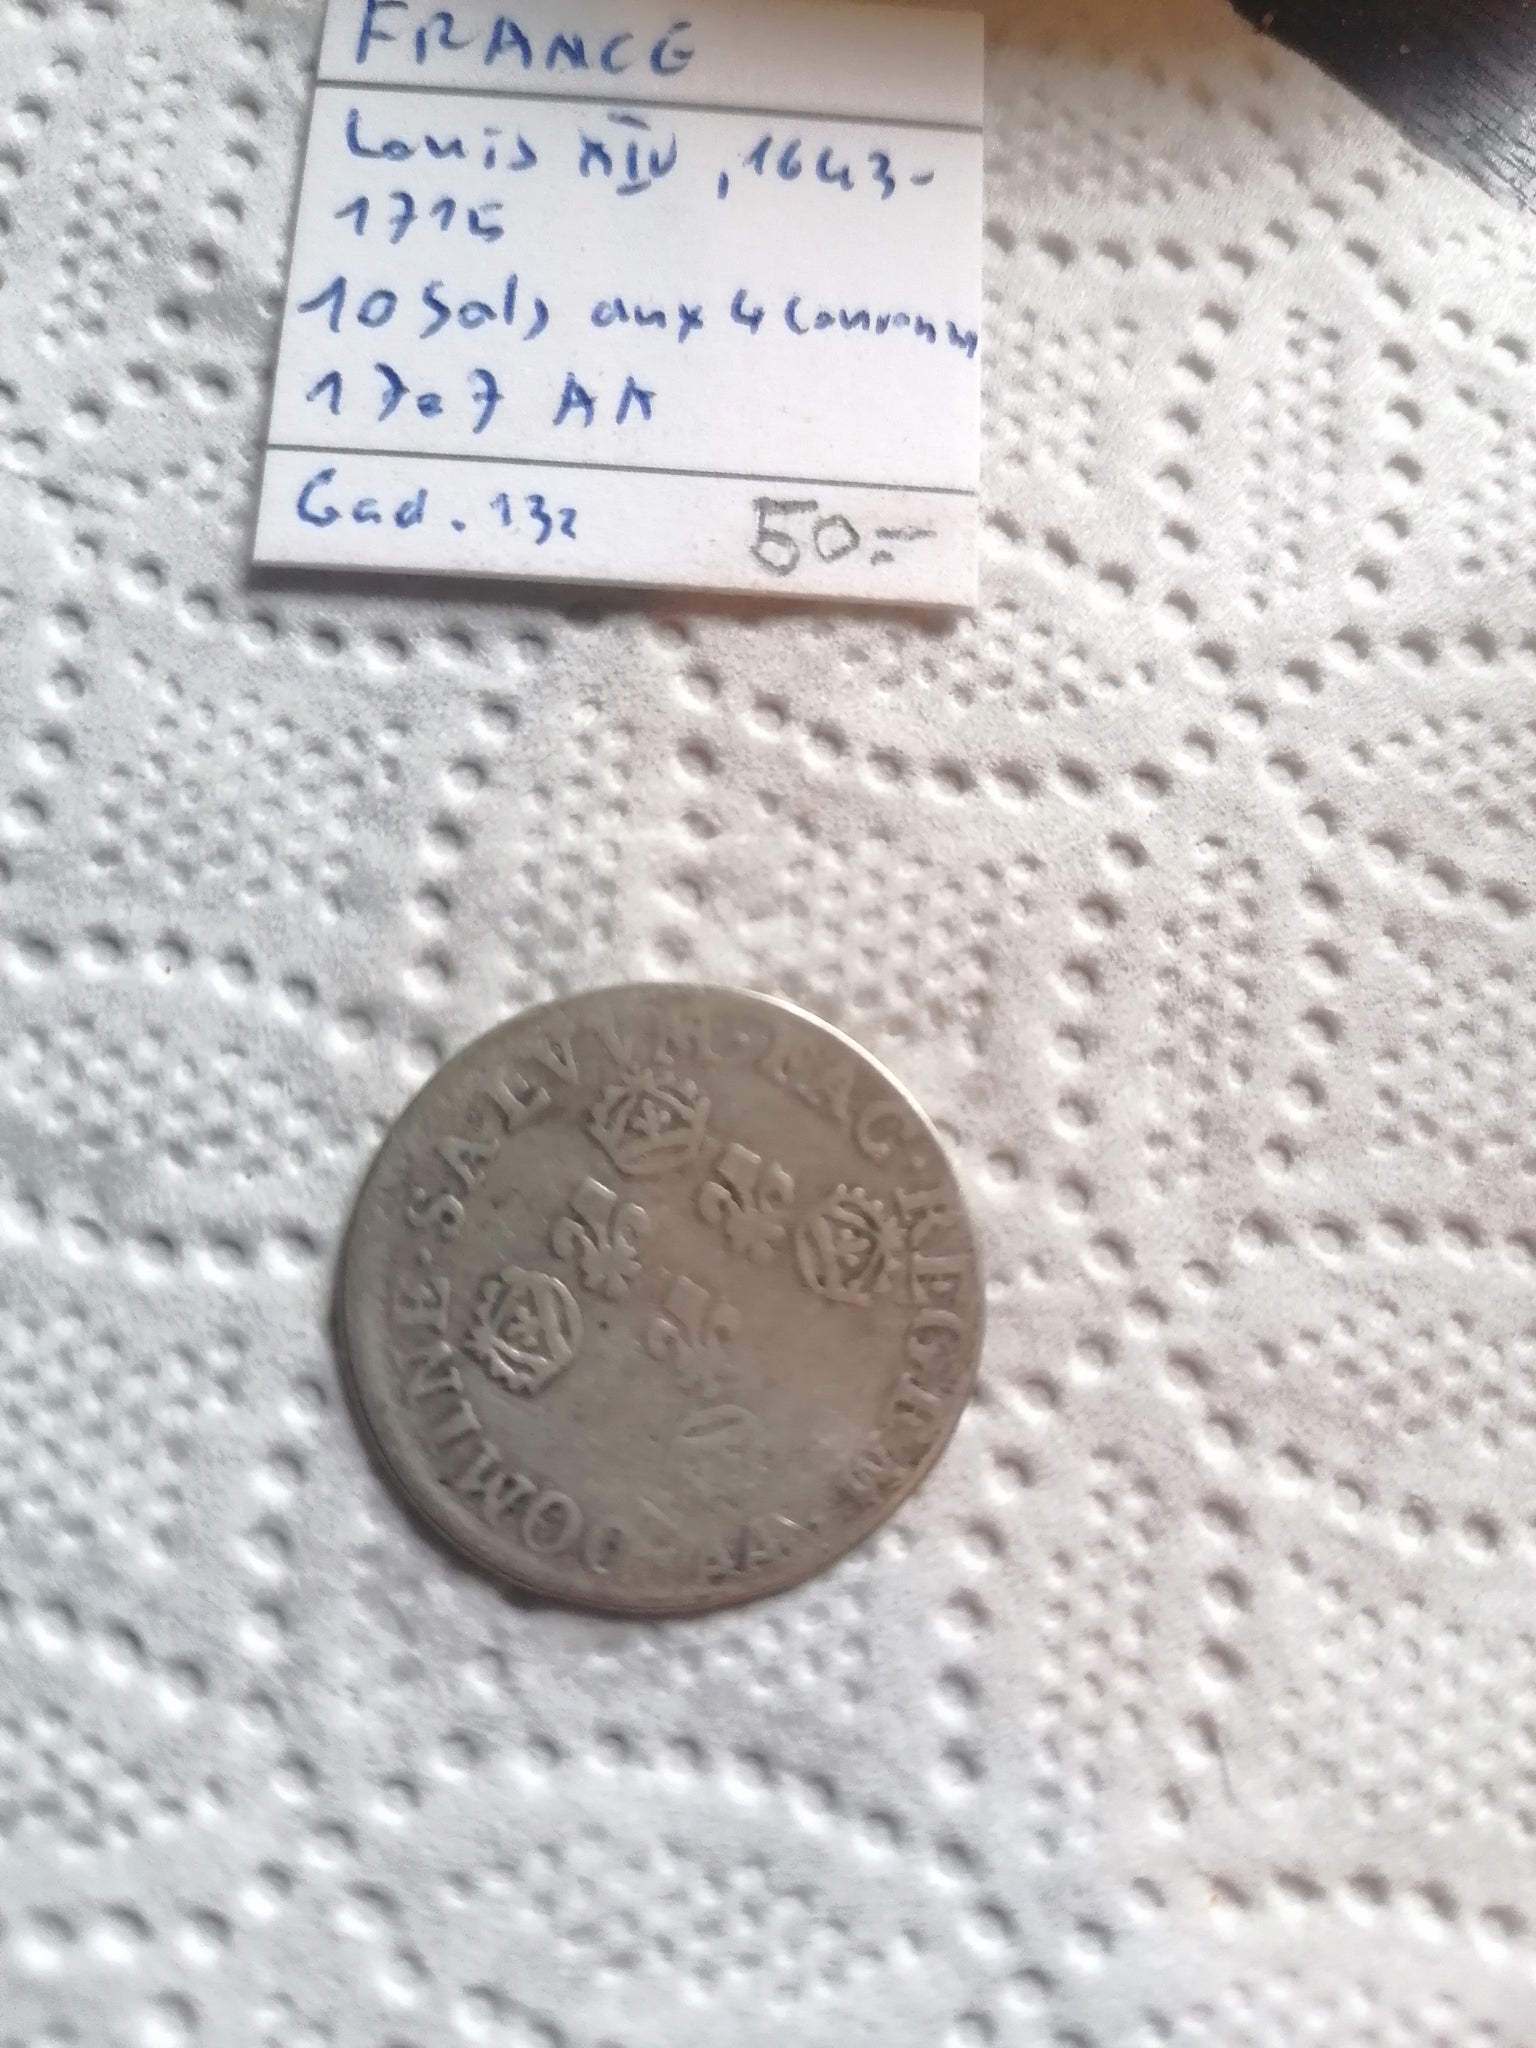 FRANCE
Louis XIV, 1643-
1715
10 Sols aux 4 Couronnes
1707 AA
Gad. 132 50.-
DOMINE · SALVVM · FAC · REGEM · AA